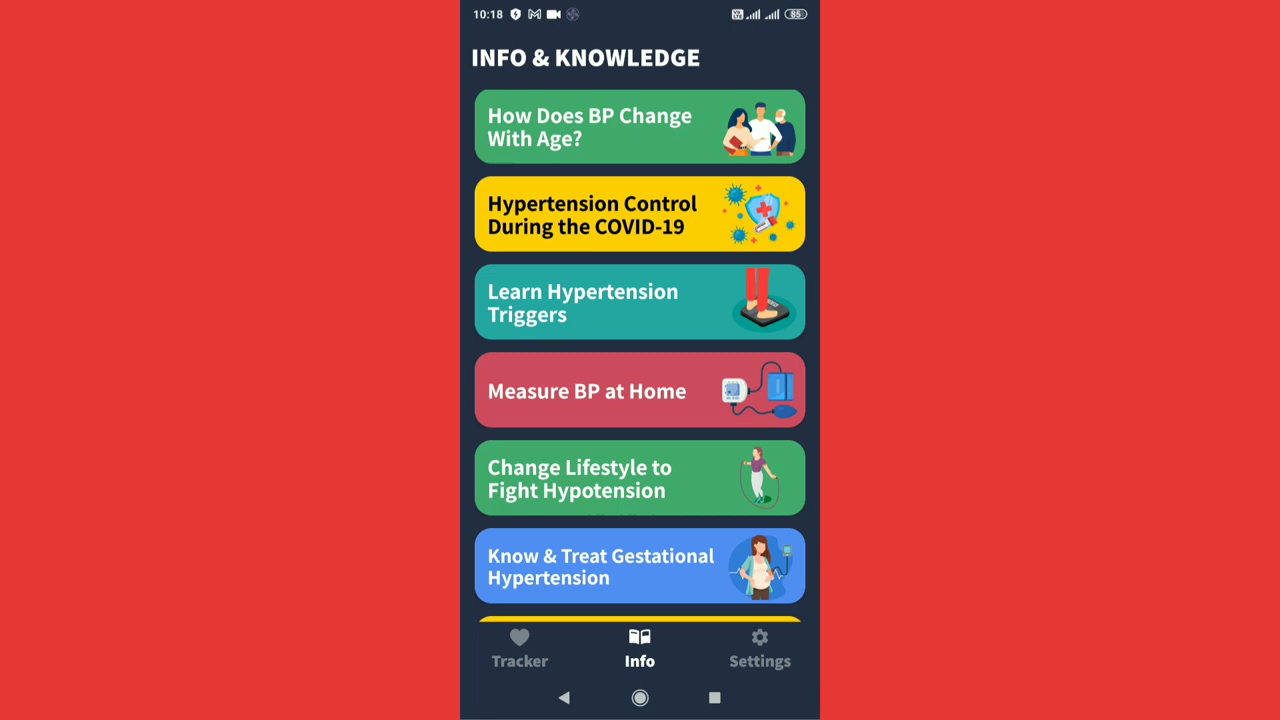 10:18
85
INFO & KNOWLEDGE
How Does BP Change
With Age?
Hypertension Control
During the COVID-19
Learn Hypertension
Triggers
Measure BP at Home
Change Lifestyle to
Fight Hypotension
Know & Treat Gestational
Hypertension
Tracker
Info
Settings